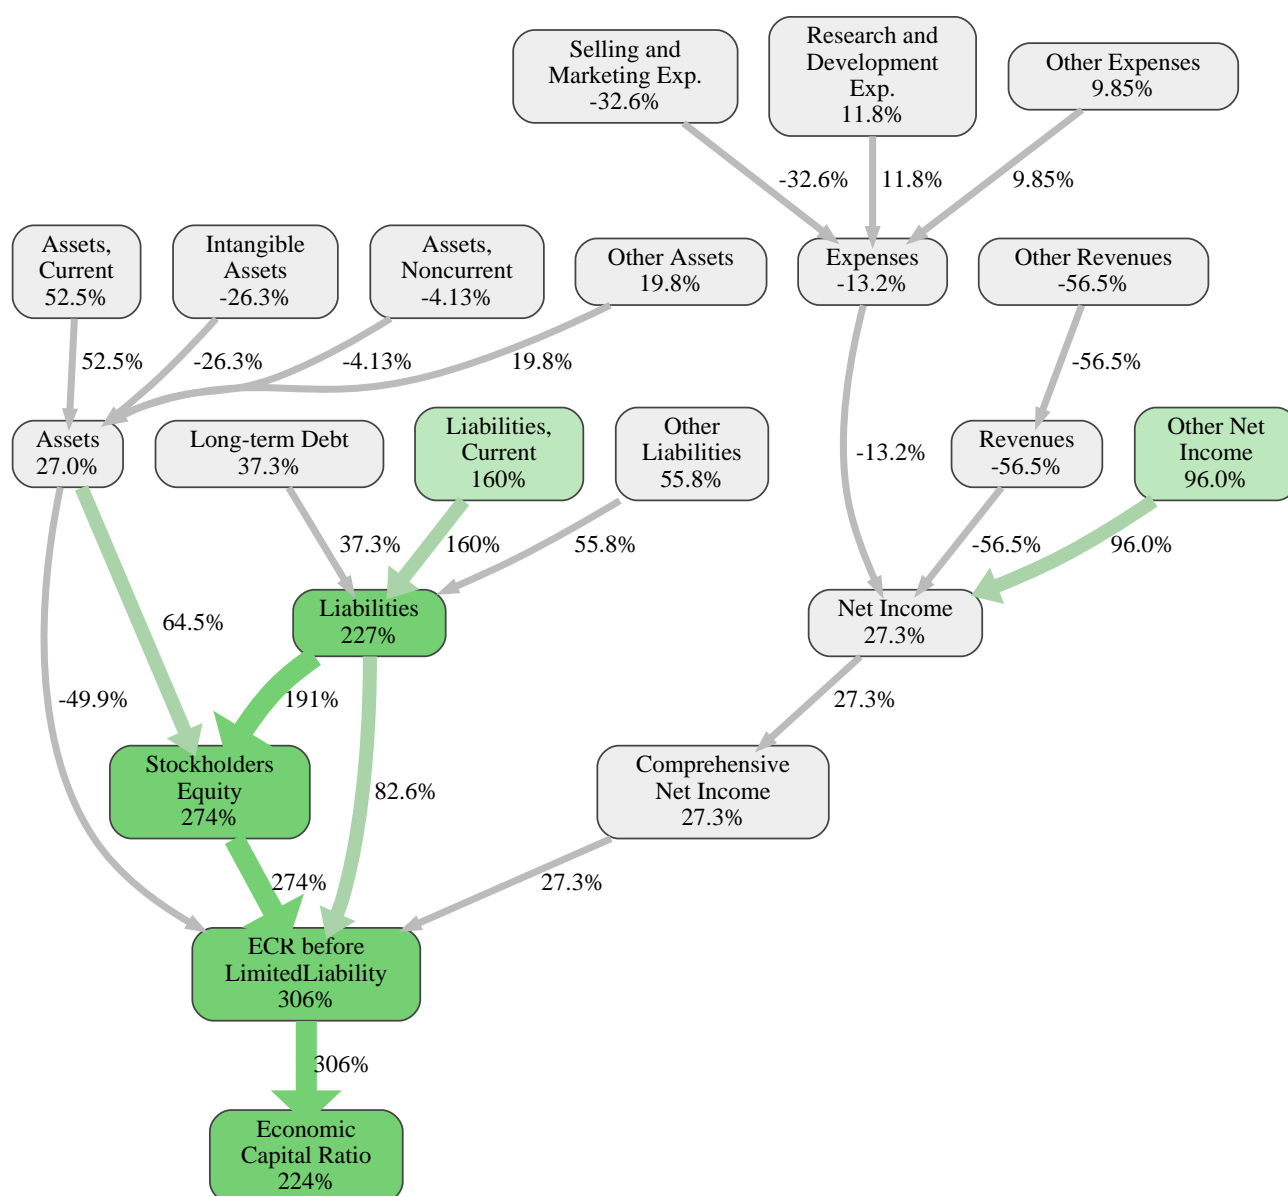 Selling and
Marketing Exp.
-32.6%
Research and
Development
Exp.
11.8%
Other Expenses
9.85%
-32.6%
11.8%
9.85%
Assets,
Current
52.5%
Intangible
Assets
-26.3%
Assets,
Noncurrent
-4.13%
Other Assets
19.8%
Expenses
-13.2%
Other Revenues
-56.5%
52.5%
-26.3%
-4.13%
19.8%
-56.5%
Assets
27.0%
Long-term Debt
37.3%
Liabilities,
Current
160%
Other
Liabilities
55.8%
-13.2%
Revenues
-56.5%
Other Net
Income
96.0%
37.3%
160%
55.8%
-56.5%
96.0%
Liabilities
227%
Net Income
27.3%
64.5%
-49.9%
191%
27.3%
Stockholders
Equity
274%
82.6%
Comprehensive
Net Income
27.3%
274%
27.3%
ECR before
LimitedLiability
306%
306%
Economic
Capital Ratio
224%